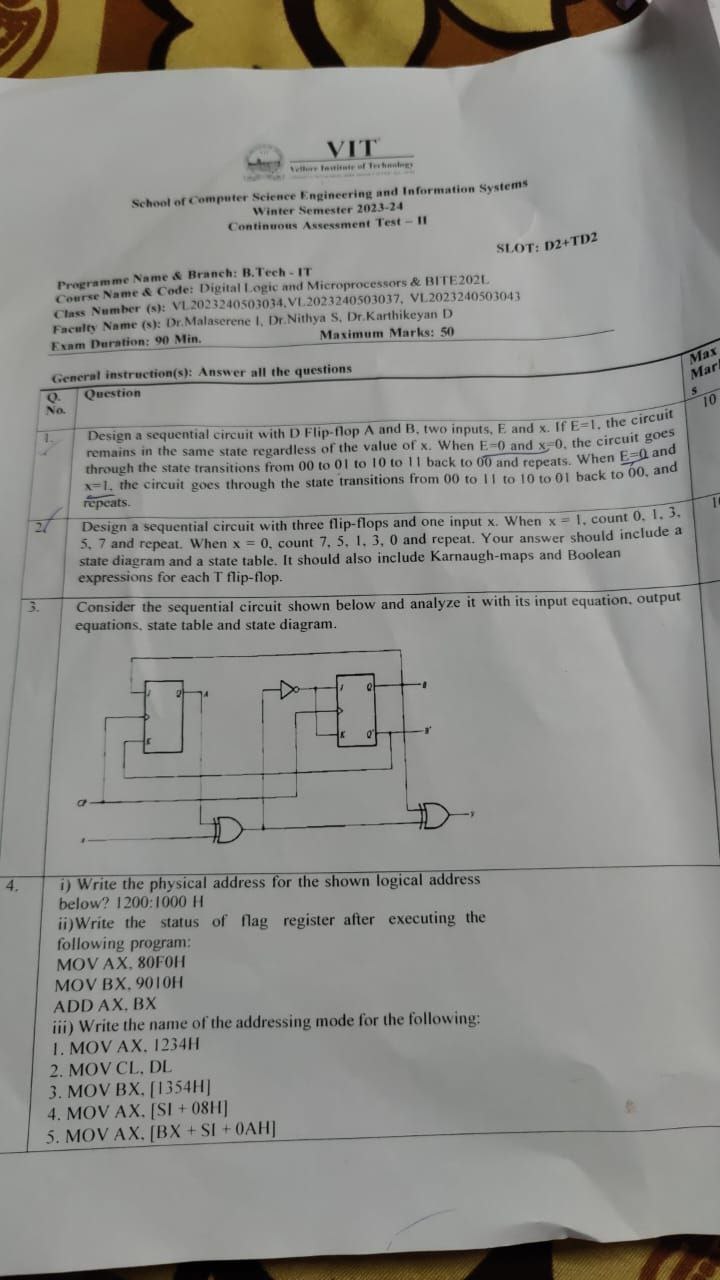 VIT
Vellore Institute of Technology
School of Computer Science Engineering and Information Systems
Winter Semester 2023-24
Continuous Assessment Test – II
SLOT: D2+TD2
Programme Name & Branch: B.Tech - IT
Course Name & Code: Digital Logic and Microprocessors & BITE202L
Class Number (s): VL2023240503034, VL2023240503037, VL2023240503043
Faculty Name (s): Dr.Malaserene I, Dr.Nithya S, Dr.Karthikeyan D
Exam Duration: 90 Min. Maximum Marks: 50
General instruction(s): Answer all the questions
Q. No.
Question
Max
Mark
s
1.
Design a sequential circuit with D Flip-flop A and B, two inputs, E and x. If E=1, the circuit
remains in the same state regardless of the value of x. When E=0 and x=0, the circuit goes
through the state transitions from 00 to 01 to 10 to 11 back to 00 and repeats. When E=0 and
x=1, the circuit goes through the state transitions from 00 to 11 to 10 to 01 back to 00, and
repeats.
10
2.
Design a sequential circuit with three flip-flops and one input x. When x = 1, count 0, 1, 3,
5, 7 and repeat. When x = 0, count 7, 5, 1, 3, 0 and repeat. Your answer should include a
state diagram and a state table. It should also include Karnaugh-maps and Boolean
expressions for each T flip-flop.
3.
Consider the sequential circuit shown below and analyze it with its input equation, output
equations, state table and state diagram.
J Q A
K
J Q B
K Q' B'
CP
x
y
4.
i) Write the physical address for the shown logical address
below? 1200:1000 H
ii)Write the status of flag register after executing the
following program:
MOV AX, 80F0H
MOV BX, 9010H
ADD AX, BX
iii) Write the name of the addressing mode for the following:
1. MOV AX, 1234H
2. MOV CL, DL
3. MOV BX, [1354H]
4. MOV AX, [SI + 08H]
5. MOV AX, [BX + SI + 0AH]